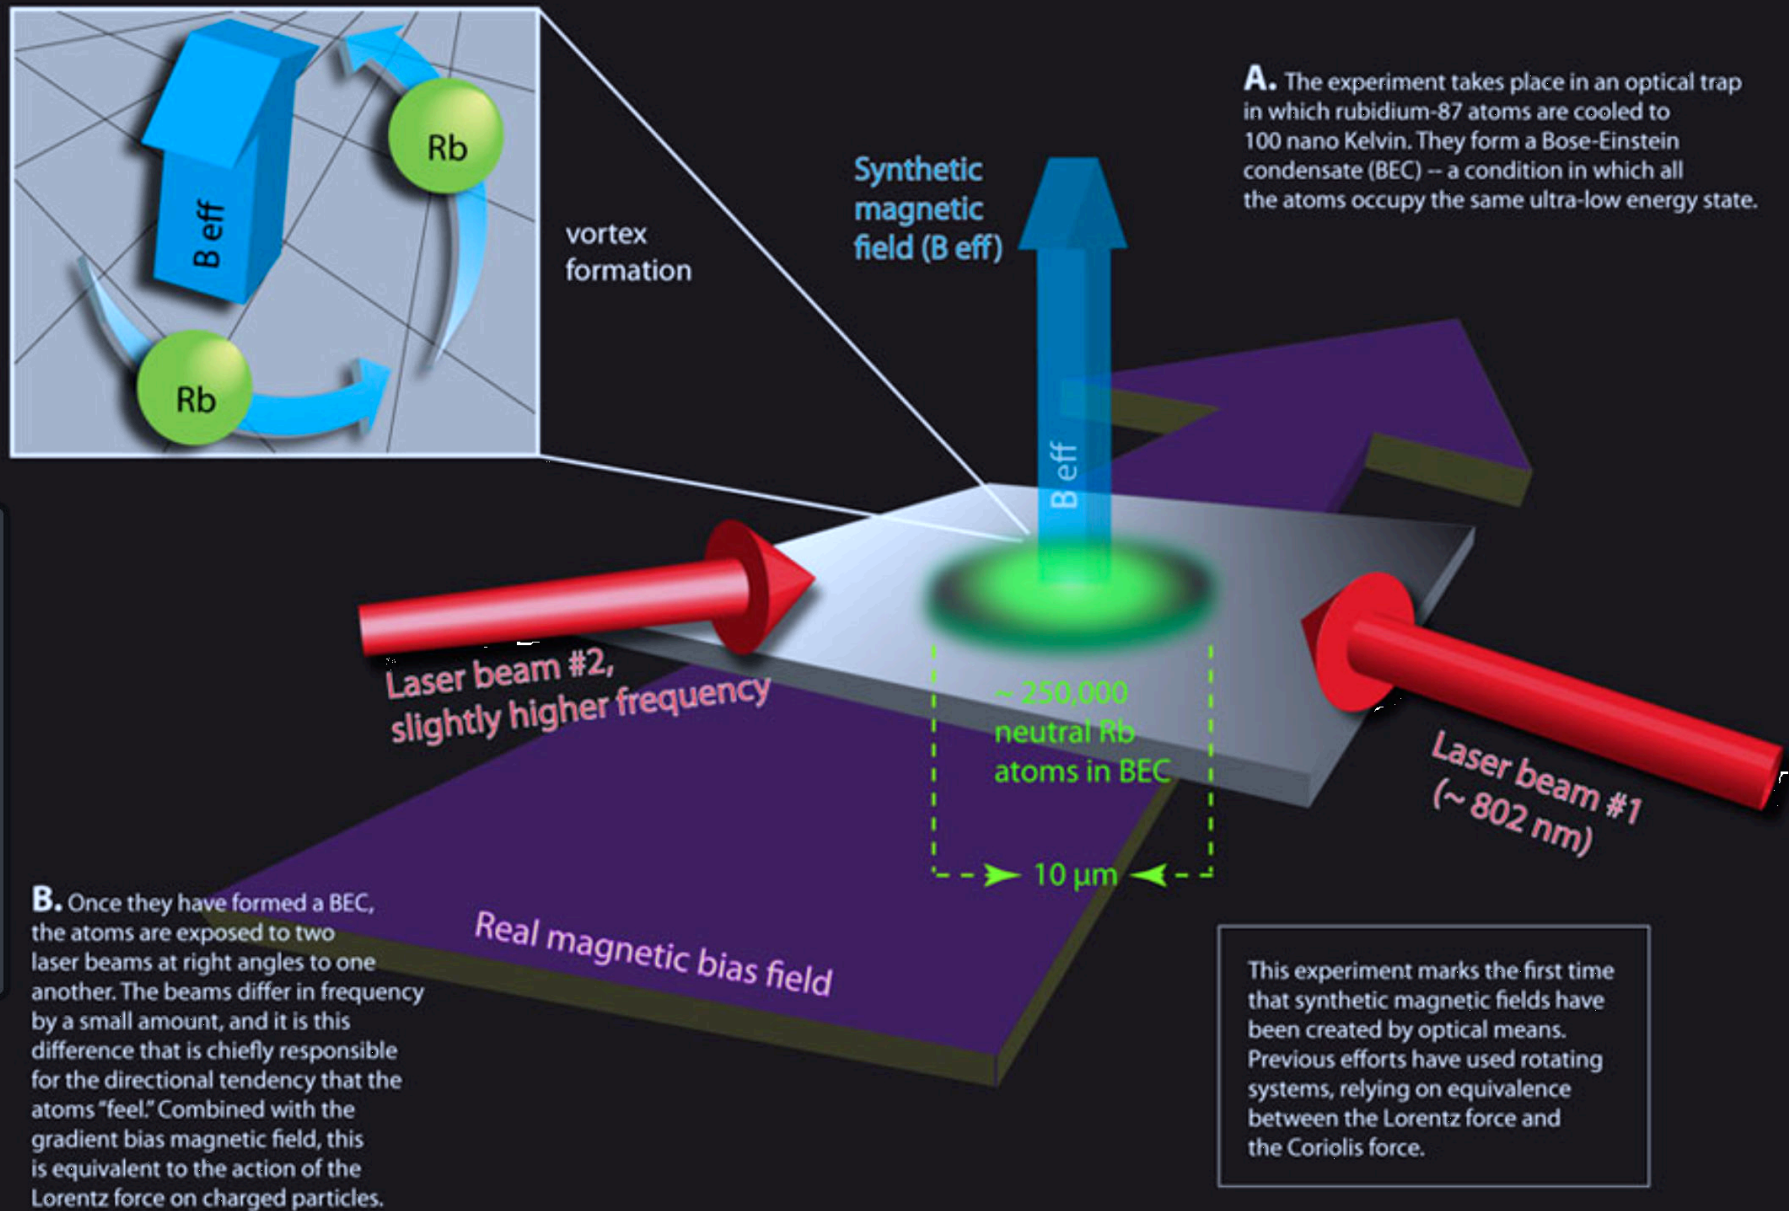 B eff
Rb
Rb
vortex
formation
Synthetic
magnetic
field (B eff)
B eff
A. The experiment takes place in an optical trap
in which rubidium-87 atoms are cooled to
100 nano Kelvin. They form a Bose-Einstein
condensate (BEC) -- a condition in which all
the atoms occupy the same ultra-low energy state.
Laser beam #2,
slightly higher frequency
~ 250,000
neutral Rb
atoms in BEC
10 µm
Laser beam #1
(~ 802 nm)
Real magnetic bias field
B. Once they have formed a BEC,
the atoms are exposed to two
laser beams at right angles to one
another. The beams differ in frequency
by a small amount, and it is this
difference that is chiefly responsible
for the directional tendency that the
atoms “feel.” Combined with the
gradient bias magnetic field, this
is equivalent to the action of the
Lorentz force on charged particles.
This experiment marks the first time
that synthetic magnetic fields have
been created by optical means.
Previous efforts have used rotating
systems, relying on equivalence
between the Lorentz force and
the Coriolis force.